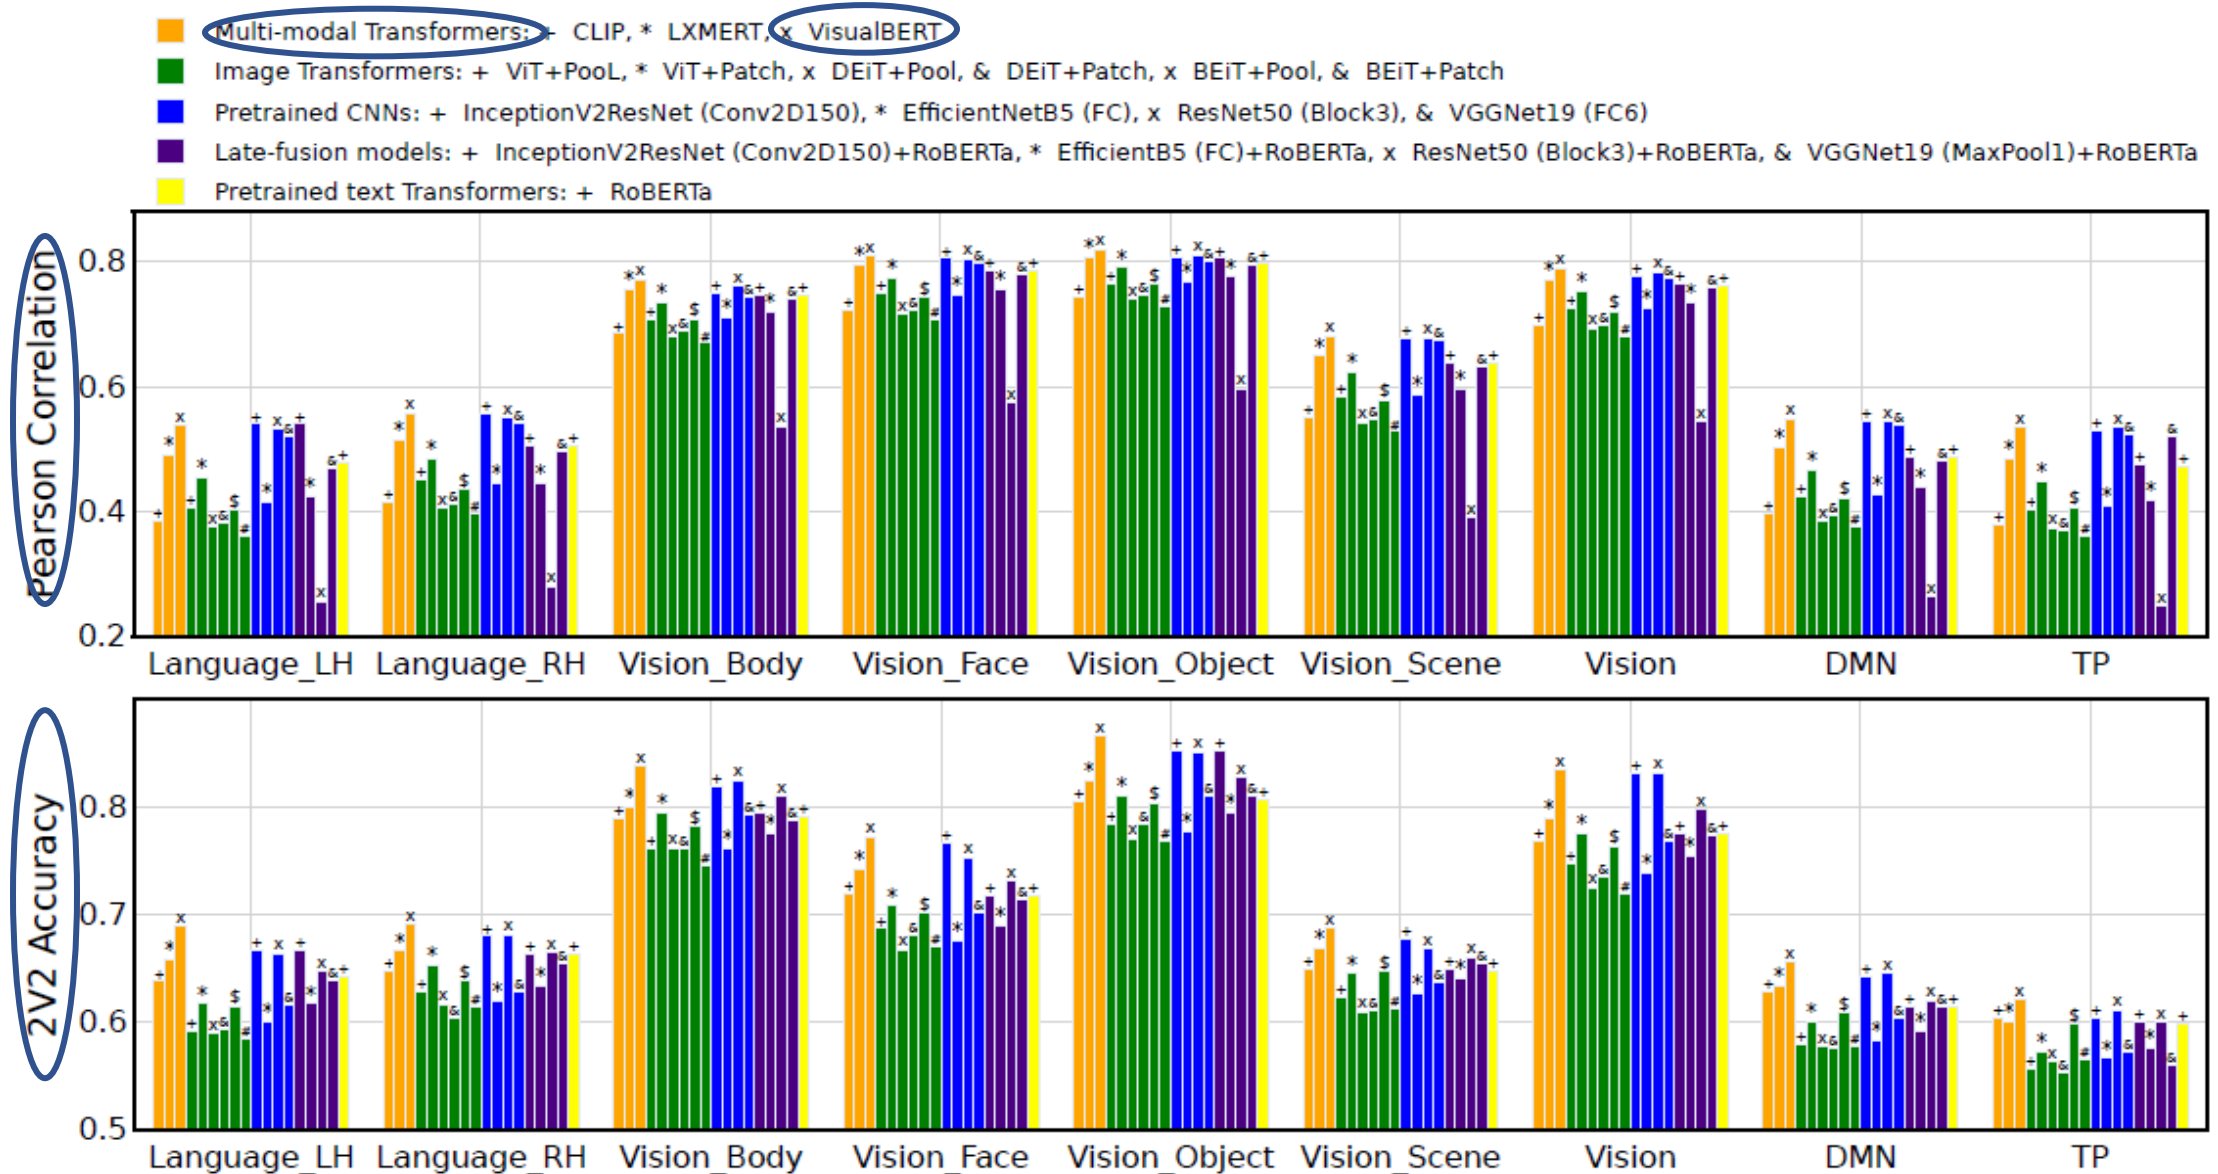 Multi-modal Transformers: + CLIP, * LXMERT, x VisualBERT
Image Transformers: + ViT+PooL, * ViT+Patch, x DEiT+Pool, & DEiT+Patch, x BEiT+Pool, & BEiT+Patch
Pretrained CNNs: + InceptionV2ResNet (Conv2D150), * EfficientNetB5 (FC), x ResNet50 (Block3), & VGGNet19 (FC6)
Late-fusion models: + InceptionV2ResNet (Conv2D150)+RoBERTa, * EfficientB5 (FC)+RoBERTa, x ResNet50 (Block3)+RoBERTa, & VGGNet19 (MaxPool1)+RoBERTa
Pretrained text Transformers: + RoBERTa
Pearson Correlation
0.8
0.6
0.4
0.2
Language_LH Language_RH Vision_Body Vision_Face Vision_Object Vision_Scene Vision DMN TP
2V2 Accuracy
0.8
0.7
0.6
0.5
Language_LH Language_RH Vision_Body Vision_Face Vision_Object Vision_Scene Vision DMN TP